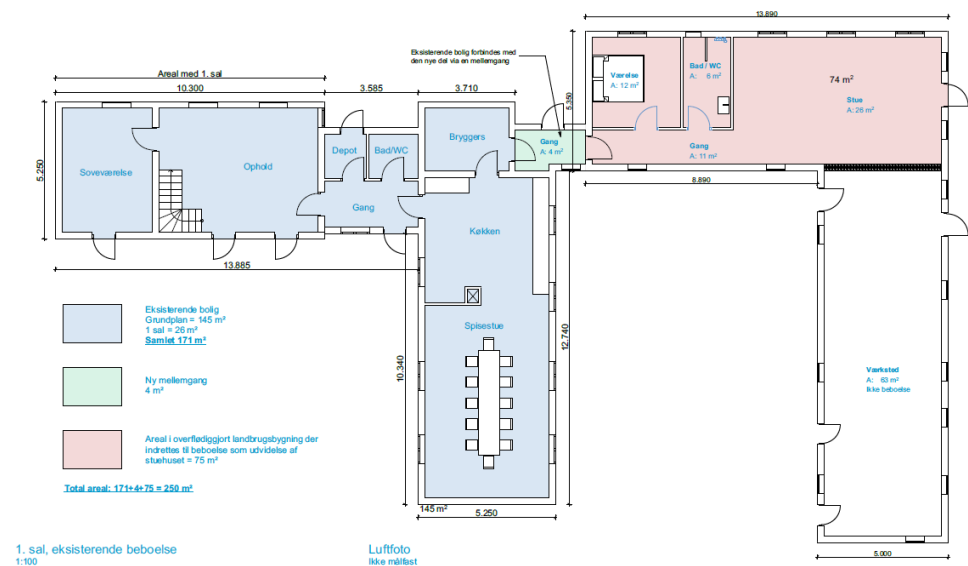 13.890
Eksisterende bolig forbindes med
den nye del via en mellemgang
Areal med 1. sal
10.300
3.585
3.710
5.350
5.250
Værelse
A: 12 m²
Bad / WC
A: 6 m²
74 m²
Stue
A: 26 m²
Soveværelse
Ophold
Depot
Bad/WC
Bryggers
Gang
A: 4 m²
Gang
A: 11 m²
8.890
Gang
Køkken
13.885
Eksisterende bolig
Grundplan = 145 m²
1 sal = 26 m²
Samlet 171 m²
Spisestue
12.740
10.340
Ny mellemgang
4 m²
Værksted
A: 63 m²
Ikke beboelse
Areal i overflødiggjort landbrugsbygning der
indrettes til beboelse som udvidelse af
stuehuset = 75 m²
Total areal: 171+4+75 = 250 m²
145 m²
5.250
1. sal, eksisterende beboelse
1:100
Luftfoto
Ikke målfast
5.000